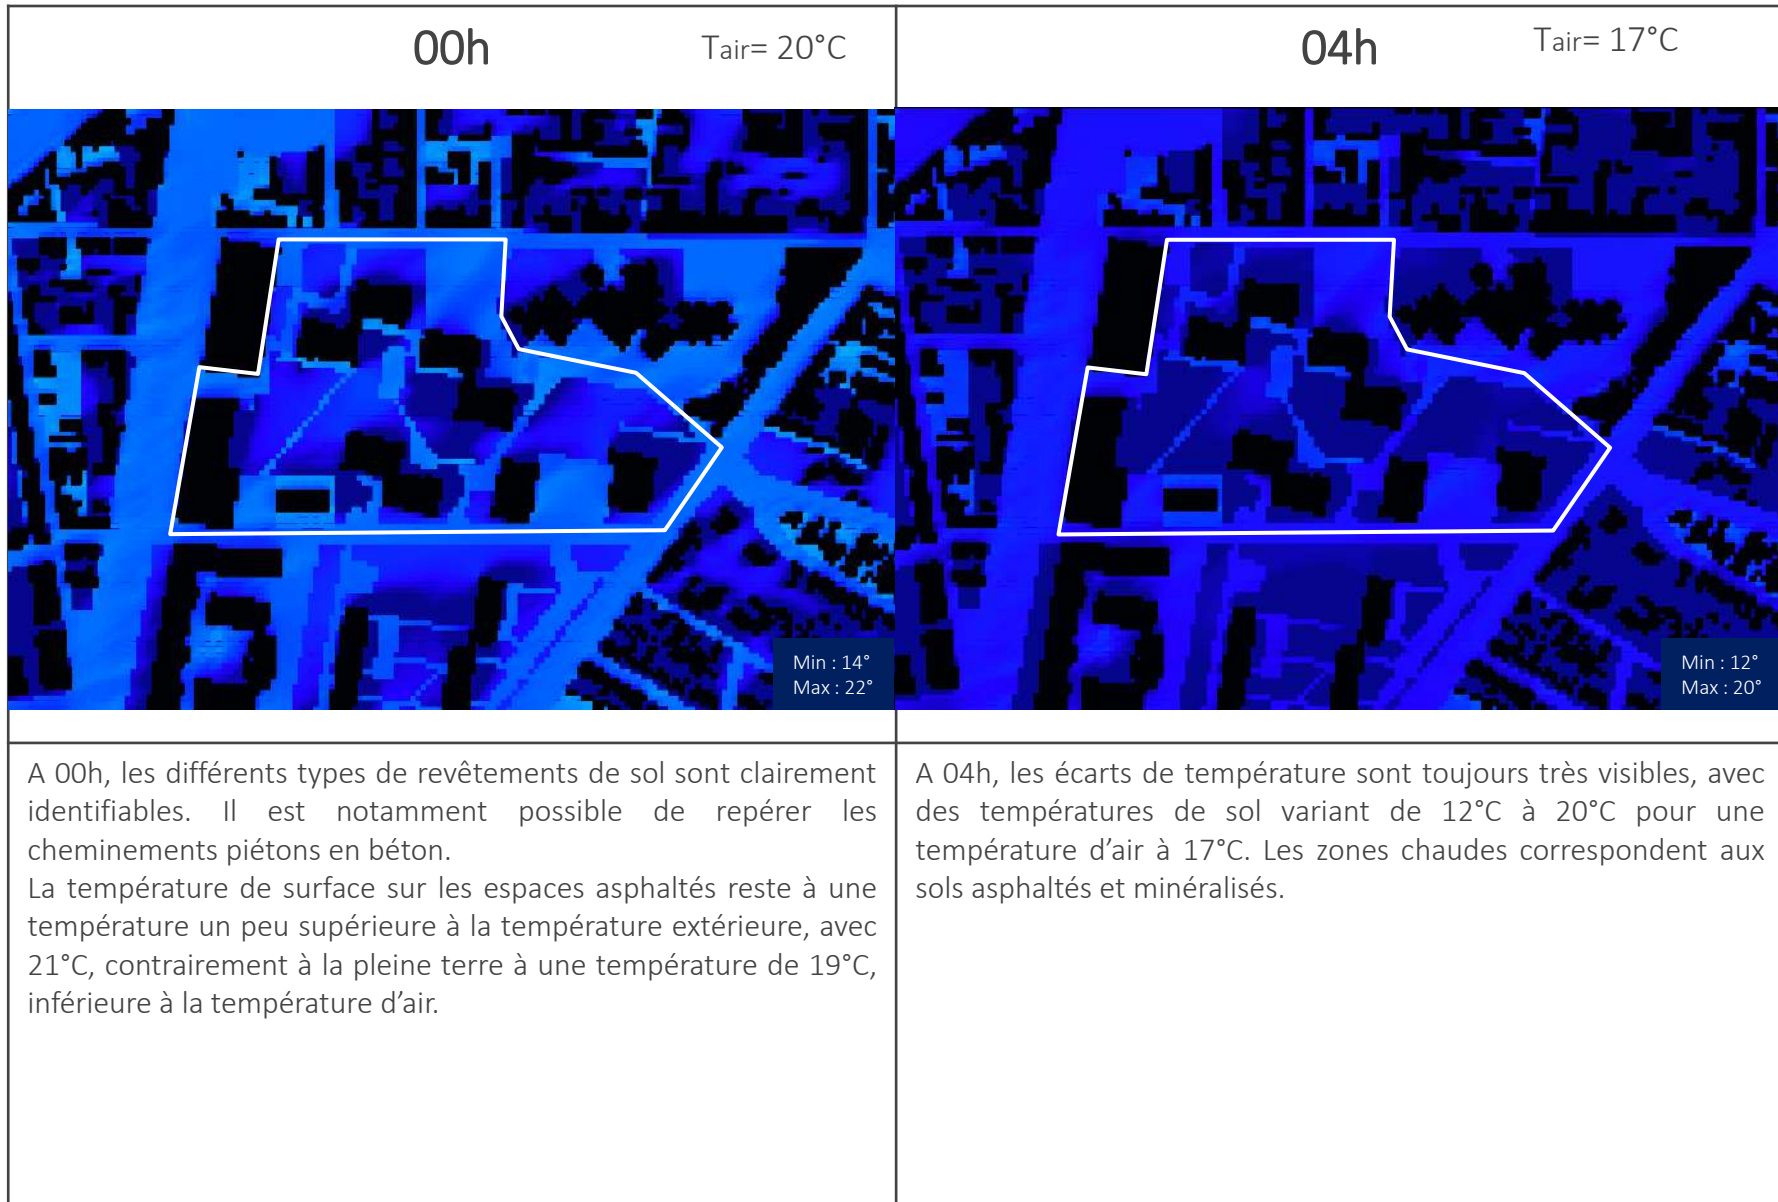 00h
Tair= 20°C
04h
Tair= 17°C
Min : 14°
Max : 22°
Min : 12°
Max : 20°
A 00h, les différents types de revêtements de sol sont clairement
identifiables. Il est notamment possible de repérer les
cheminements piétons en béton.
La température de surface sur les espaces asphaltés reste à une
température un peu supérieure à la température extérieure, avec
21°C, contrairement à la pleine terre à une température de 19°C,
inférieure à la température d’air.
A 04h, les écarts de température sont toujours très visibles, avec
des températures de sol variant de 12°C à 20°C pour une
température d’air à 17°C. Les zones chaudes correspondent aux
sols asphaltés et minéralisés.